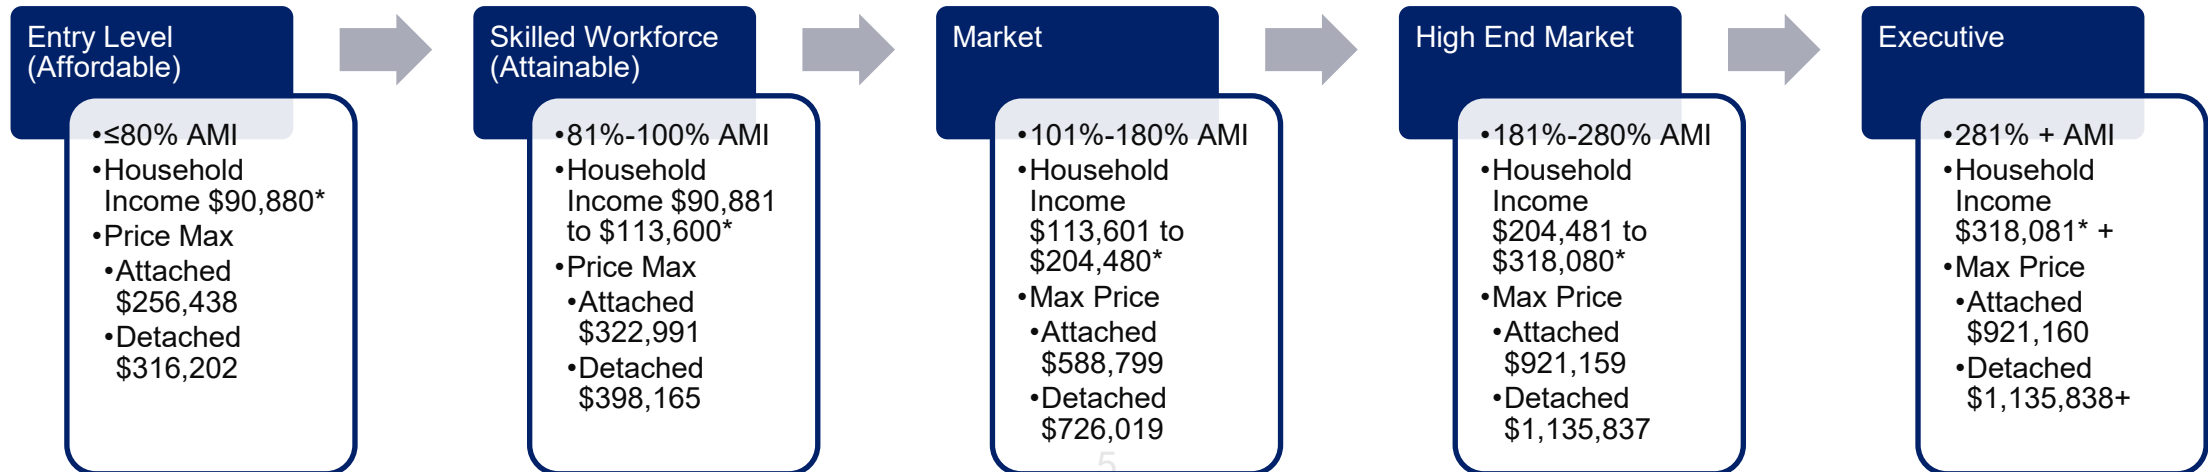 Entry Level
(Affordable)
•≤80% AMI
•Household
Income $90,880*
•Price Max
•Attached
$256,438
•Detached
$316,202
Skilled Workforce
(Attainable)
•81%-100% AMI
•Household
Income $90,881
to $113,600*
•Price Max
•Attached
$322,991
•Detached
$398,165
Market
•101%-180% AMI
•Household
Income
$113,601 to
$204,480*
•Max Price
•Attached
$588,799
•Detached
$726,019
High End Market
•181%-280% AMI
•Household
Income
$204,481 to
$318,080*
•Max Price
•Attached
$921,159
•Detached
$1,135,837
Executive
•281% + AMI
•Household
Income
$318,081* +
•Max Price
•Attached
$921,160
•Detached
$1,135,838+
5